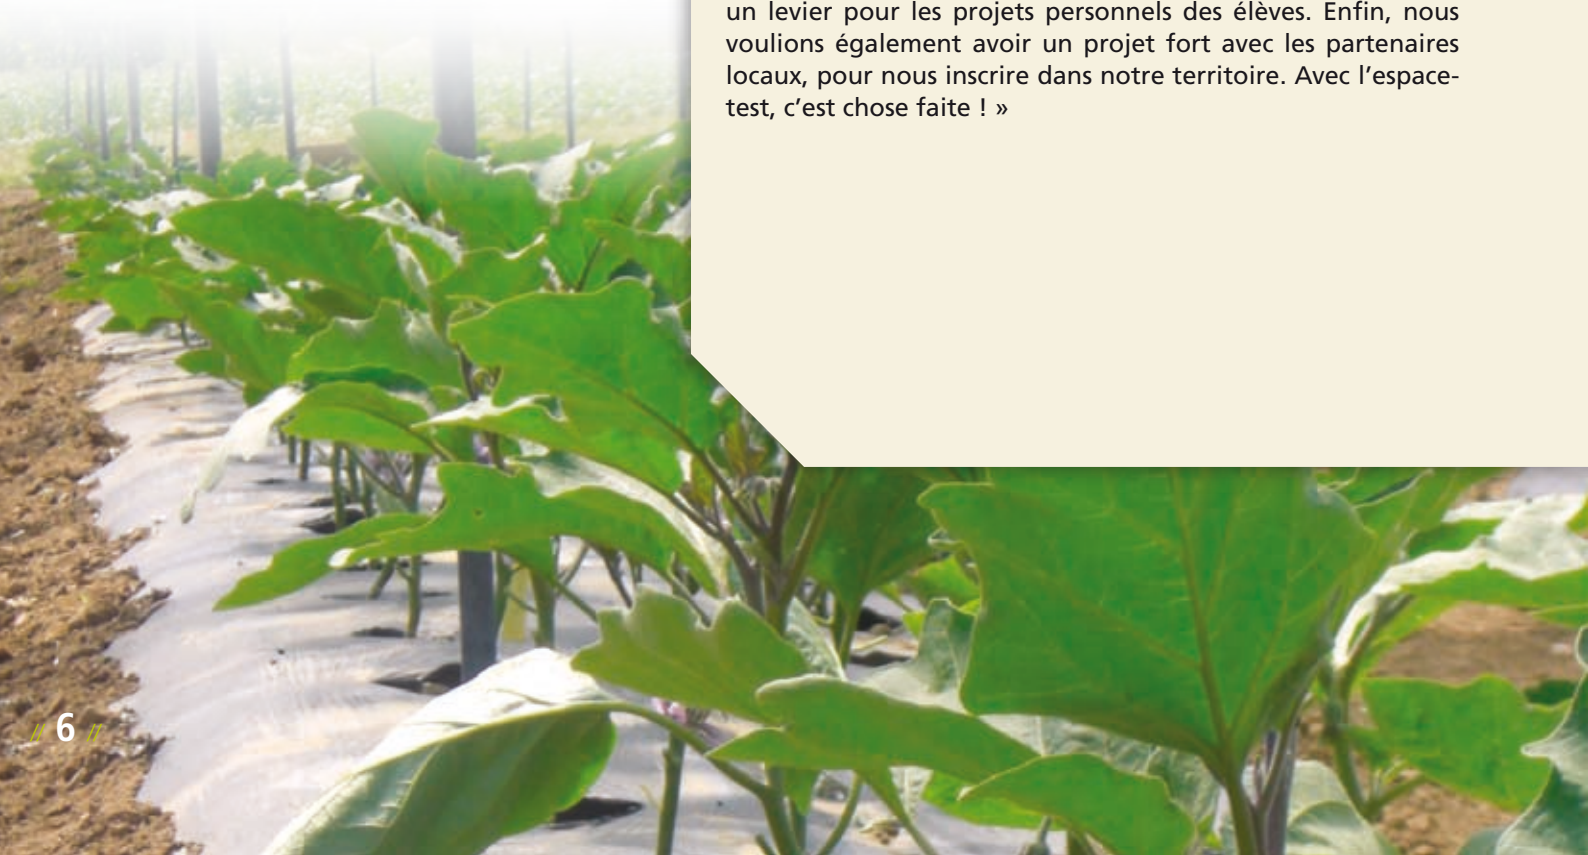 un levier pour les projets personnels des élèves. Enfin, nous
voulions également avoir un projet fort avec les partenaires
locaux, pour nous inscrire dans notre territoire. Avec l’espace-
test, c’est chose faite ! »
// 6 //